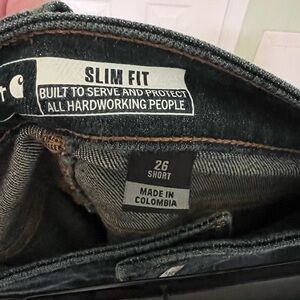 SLIM FIT
BUILT TO SERVE AND PROTECT
ALL HARDWORKING PEOPLE
26
SHORT
MADE IN
COLOMBIA